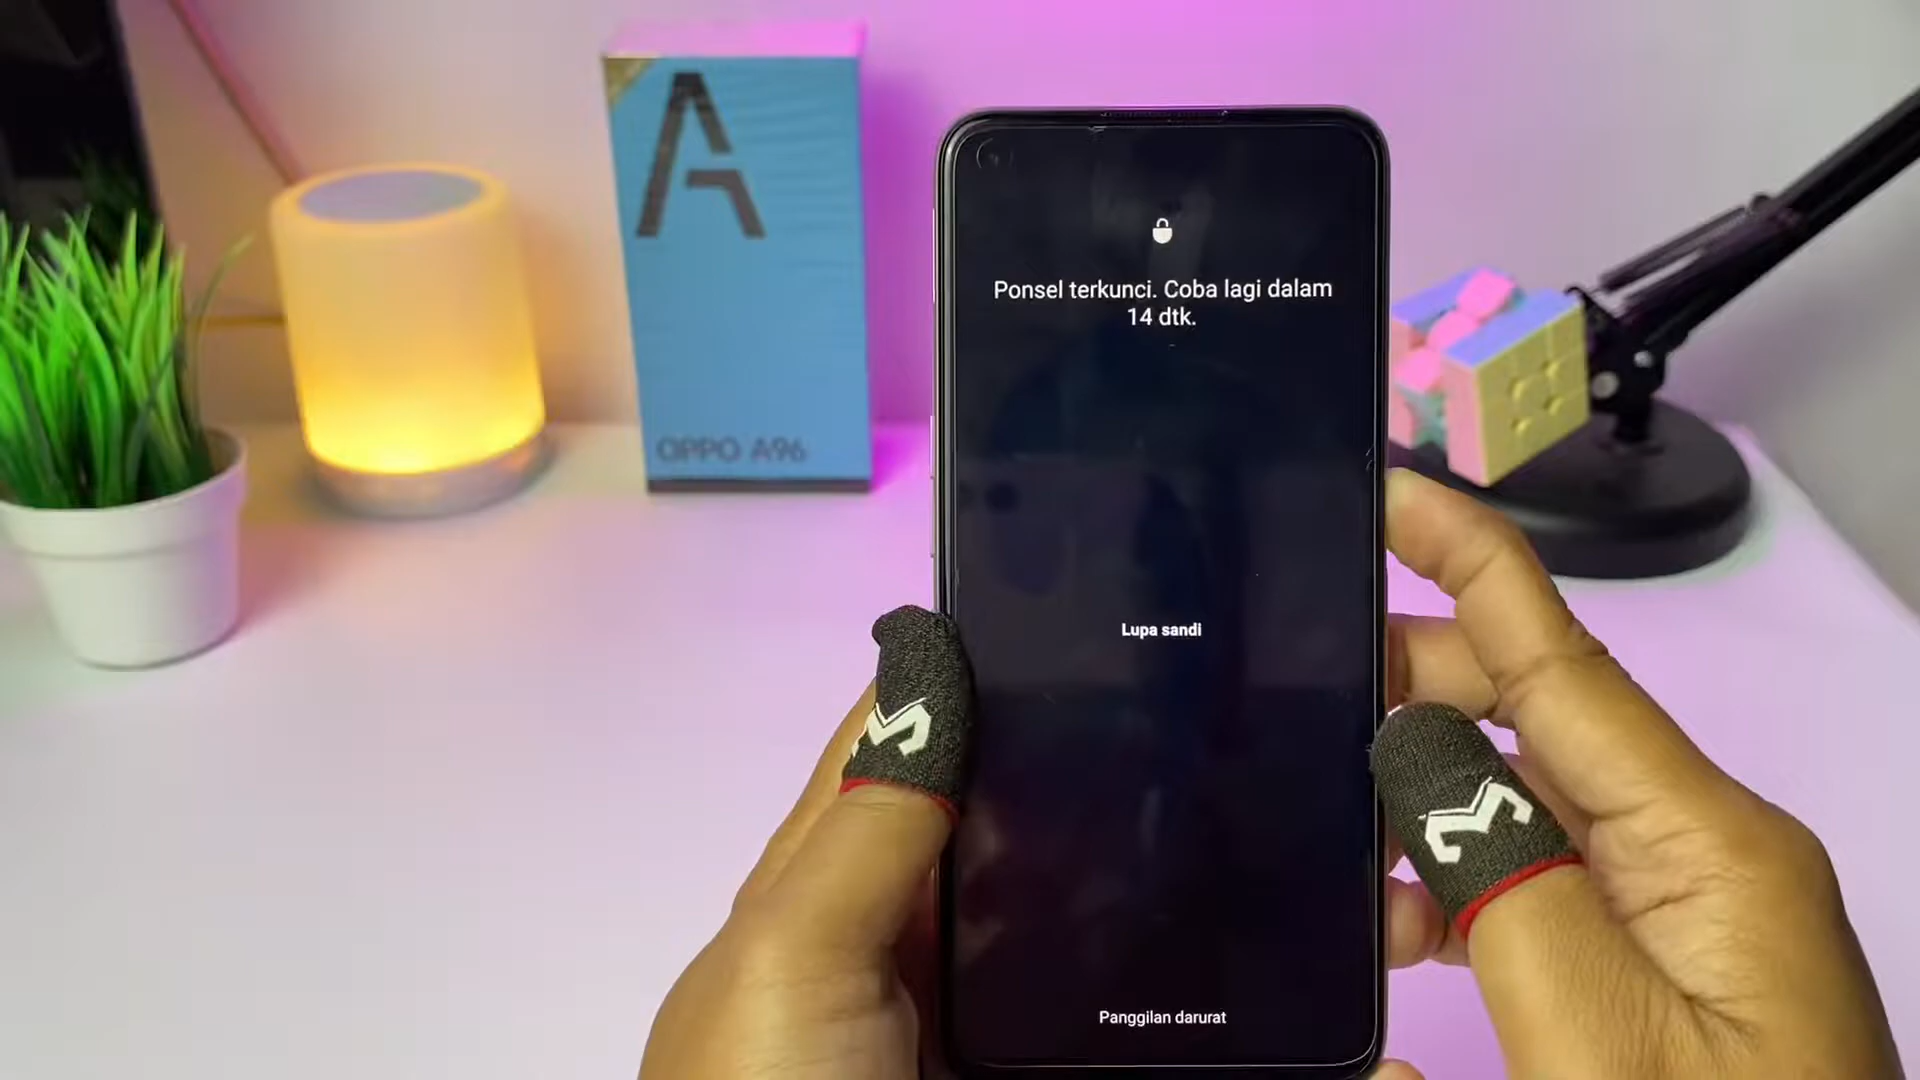 A
OPPO A96
Ponsel terkunci. Coba lagi dalam
14 dtk.
Lupa sandi
Panggilan darurat